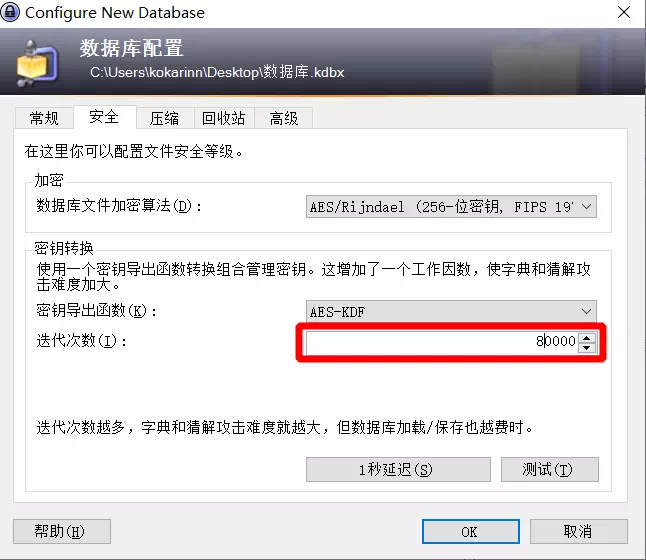 Configure New Database
数据库配置
C:\Users\kokarinn\Desktop\数据库.kdbx
常规 安全 压缩 回收站 高级
在这里你可以配置文件安全等级。
加密
数据库文件加密算法(D): AES/Rijndael (256-位密钥, FIPS 19
密钥转换
使用一个密钥导出函数转换组合管理密钥。这增加了一个工作因数，使字典和猜解攻
击难度加大。
密钥导出函数(K): AES-KDF
迭代次数(I): 80000
迭代次数越多，字典和猜解攻击难度就越大，但数据库加载/保存也越费时。
1秒延迟(S) 测试(T)
帮助(H) OK 取消